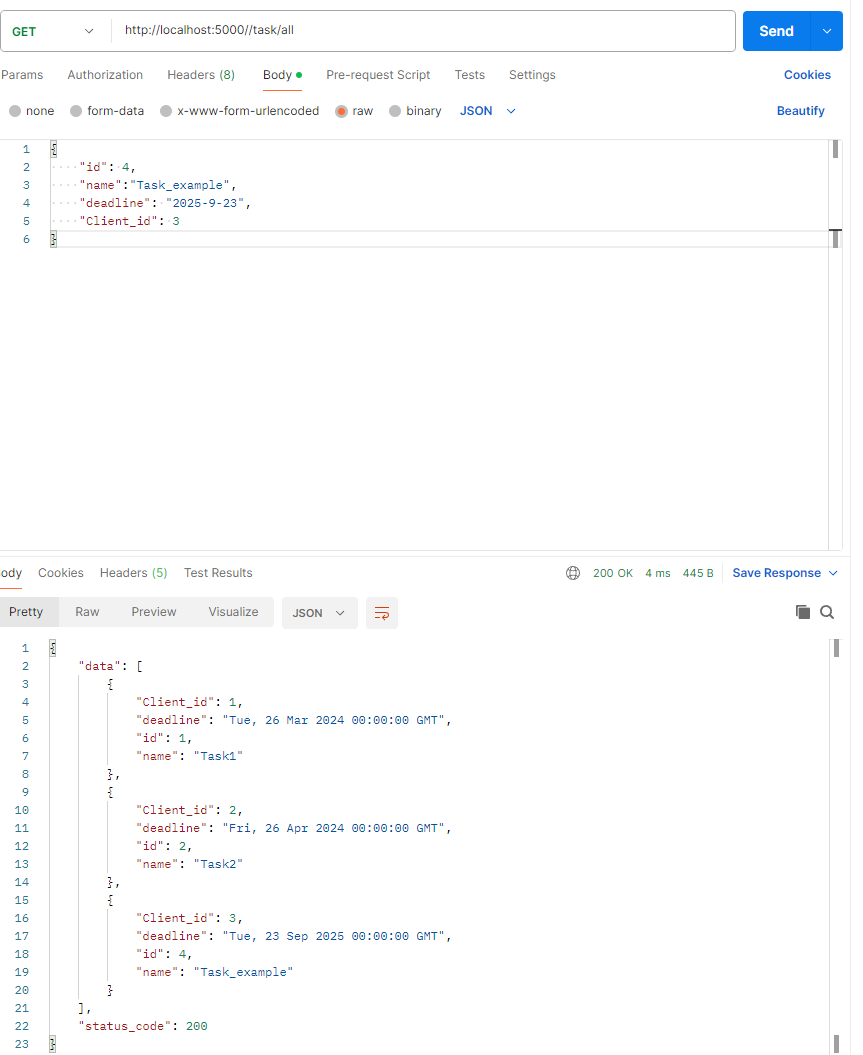 GET http://localhost:5000//task/all Send
Params Authorization Headers (8) Body Pre-request Script Tests Settings Cookies
none form-data x-www-form-urlencoded raw binary JSON Beautify
1 {
2 ····"id":·4,
3 ····"name":"Task_example",
4 ····"deadline":·"2025-9-23",
5 ····"Client_id":·3
6 }
ody Cookies Headers (5) Test Results 200 OK 4 ms 445 B Save Response
Pretty Raw Preview Visualize JSON
1 {
2 "data": [
3 {
4 "Client_id": 1,
5 "deadline": "Tue, 26 Mar 2024 00:00:00 GMT",
6 "id": 1,
7 "name": "Task1"
8 },
9 {
10 "Client_id": 2,
11 "deadline": "Fri, 26 Apr 2024 00:00:00 GMT",
12 "id": 2,
13 "name": "Task2"
14 },
15 {
16 "Client_id": 3,
17 "deadline": "Tue, 23 Sep 2025 00:00:00 GMT",
18 "id": 4,
19 "name": "Task_example"
20 }
21 ],
22 "status_code": 200
23 }